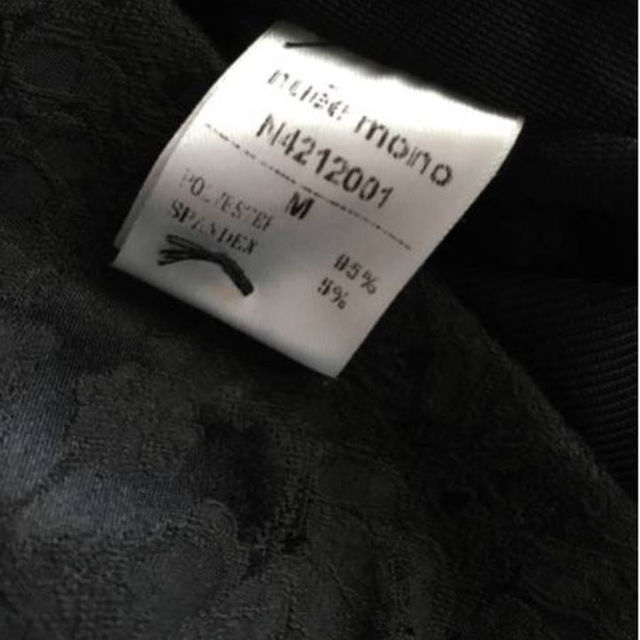 mono
N4212001
M
POLYESTER 95%
SPANDEX 5%